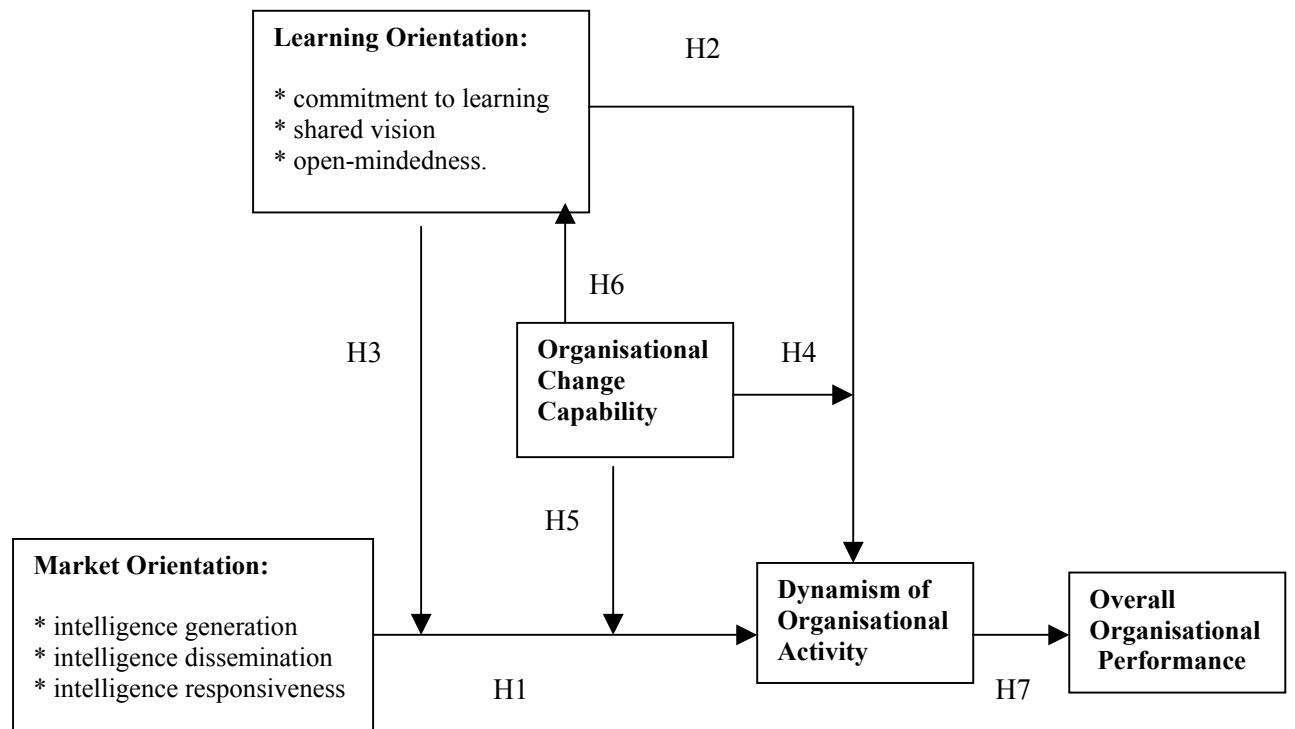 Learning Orientation:
* commitment to learning
* shared vision
* open-mindedness.
H2
H6
H3
Organisational
Change
Capability
H4
H5
Market Orientation:
* intelligence generation
* intelligence dissemination
* intelligence responsiveness
H1
Dynamism of
Organisational
Activity
H7
Overall
Organisational
Performance